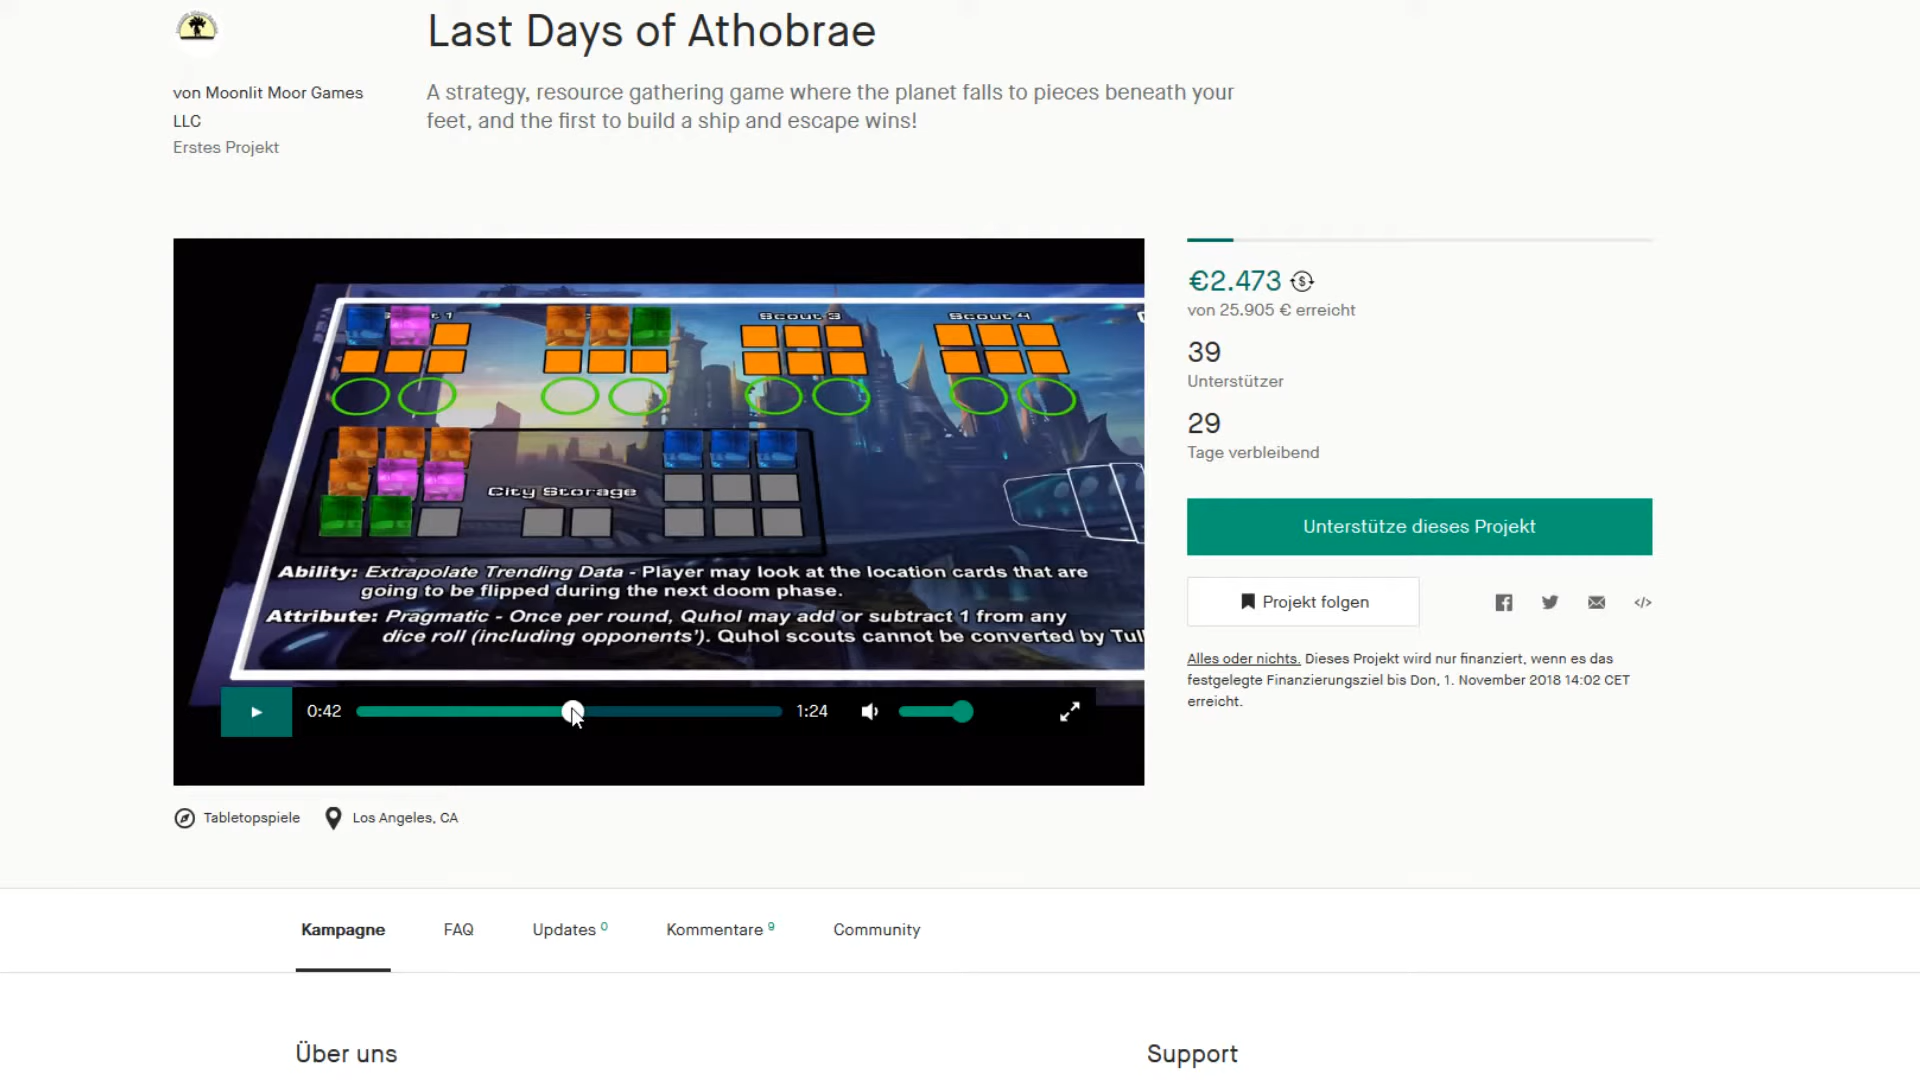 Last Days of Athobrae
von Moonlit Moor Games
LLC
Erstes Projekt
A strategy, resource gathering game where the planet falls to pieces beneath your
feet, and the first to build a ship and escape wins!
Scout 3
Scout 4
City Storage
Ability: Extrapolate Trending Data - Player may look at the location cards that are
going to be flipped during the next doom phase.
Attribute: Pragmatic - Once per round, Quhol may add or subtract 1 from any
dice roll (including opponents'). Quhol scouts cannot be converted by Tul
0:42
1:24
€2.473
von 25.905 € erreicht
39
Unterstützer
29
Tage verbleibend
Unterstütze dieses Projekt
Projekt folgen
Alles oder nichts. Dieses Projekt wird nur finanziert, wenn es das
festgelegte Finanzierungsziel bis Don, 1. November 2018 14:02 CET
erreicht.
Tabletopspiele
Los Angeles, CA
Kampagne
FAQ
Updates 0
Kommentare 9
Community
Über uns
Support